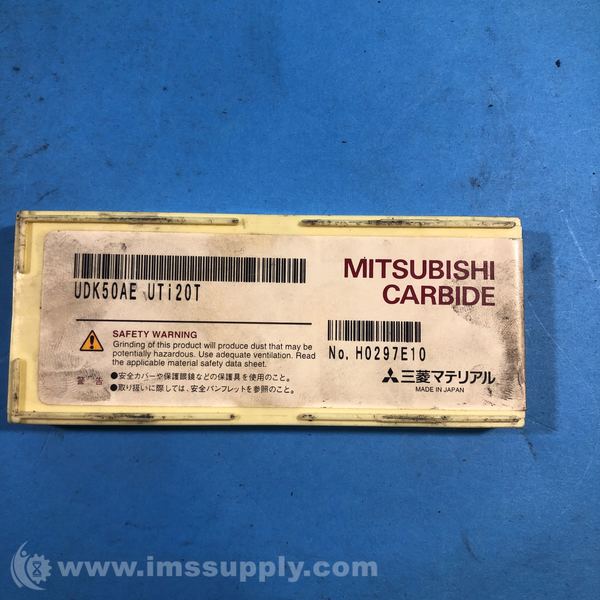 UDK50AE UTi20T
MITSUBISHI
CARBIDE
SAFETY WARNING
Grinding of this product will produce dust that may be
potentially hazardous. Use adequate ventilation. Read
the applicable material safety data sheet.
警 告
●安全カバーや保護眼鏡などの保護具を使用のこと。
●取り扱いに際しては、安全パンフレットを参照のこと。
No. H0297E10
三菱マテリアル
MADE IN JAPAN
© www.imssupply.com